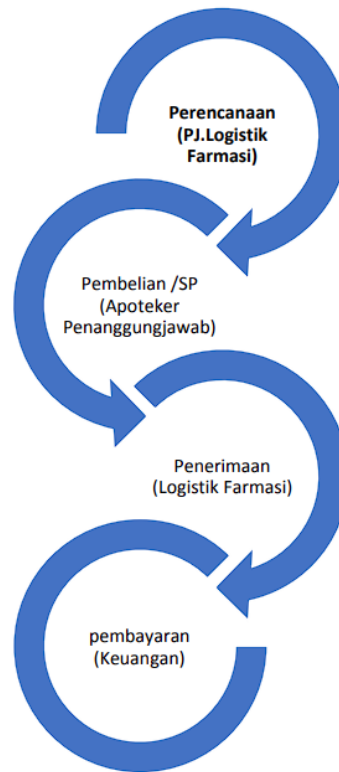 Perencanaan
(PJ.Logistik
Farmasi)
Pembelian /SP
(Apoteker
Penanggungjawab)
Penerimaan
(Logistik Farmasi)
pembayaran
(Keuangan)